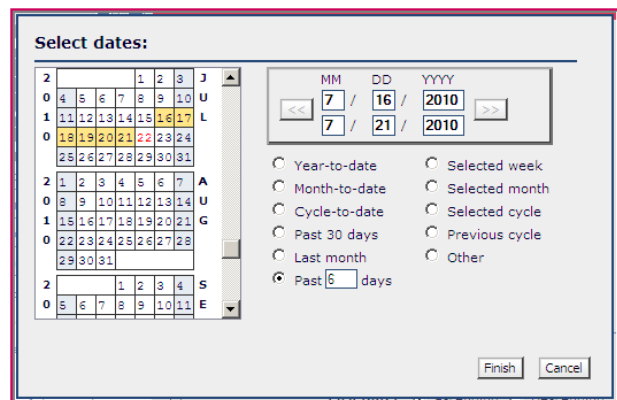 Select dates:
2 1 2 3 J
0 4 5 6 7 8 9 10 U
1 11 12 13 14 15 16 17 L
0 18 19 20 21 22 23 24
25 26 27 28 29 30 31
2 1 2 3 4 5 6 7 A
0 8 9 10 11 12 13 14 U
1 15 16 17 18 19 20 21 G
0 22 23 24 25 26 27 28
29 30 31
2 1 2 3 4 S
0 5 6 7 8 9 10 11 E
MM DD YYYY
<< 7 / 16 / 2010 >>
7 / 21 / 2010
Year-to-date Selected week
Month-to-date Selected month
Cycle-to-date Selected cycle
Past 30 days Previous cycle
Last month Other
Past 6 days
Finish Cancel